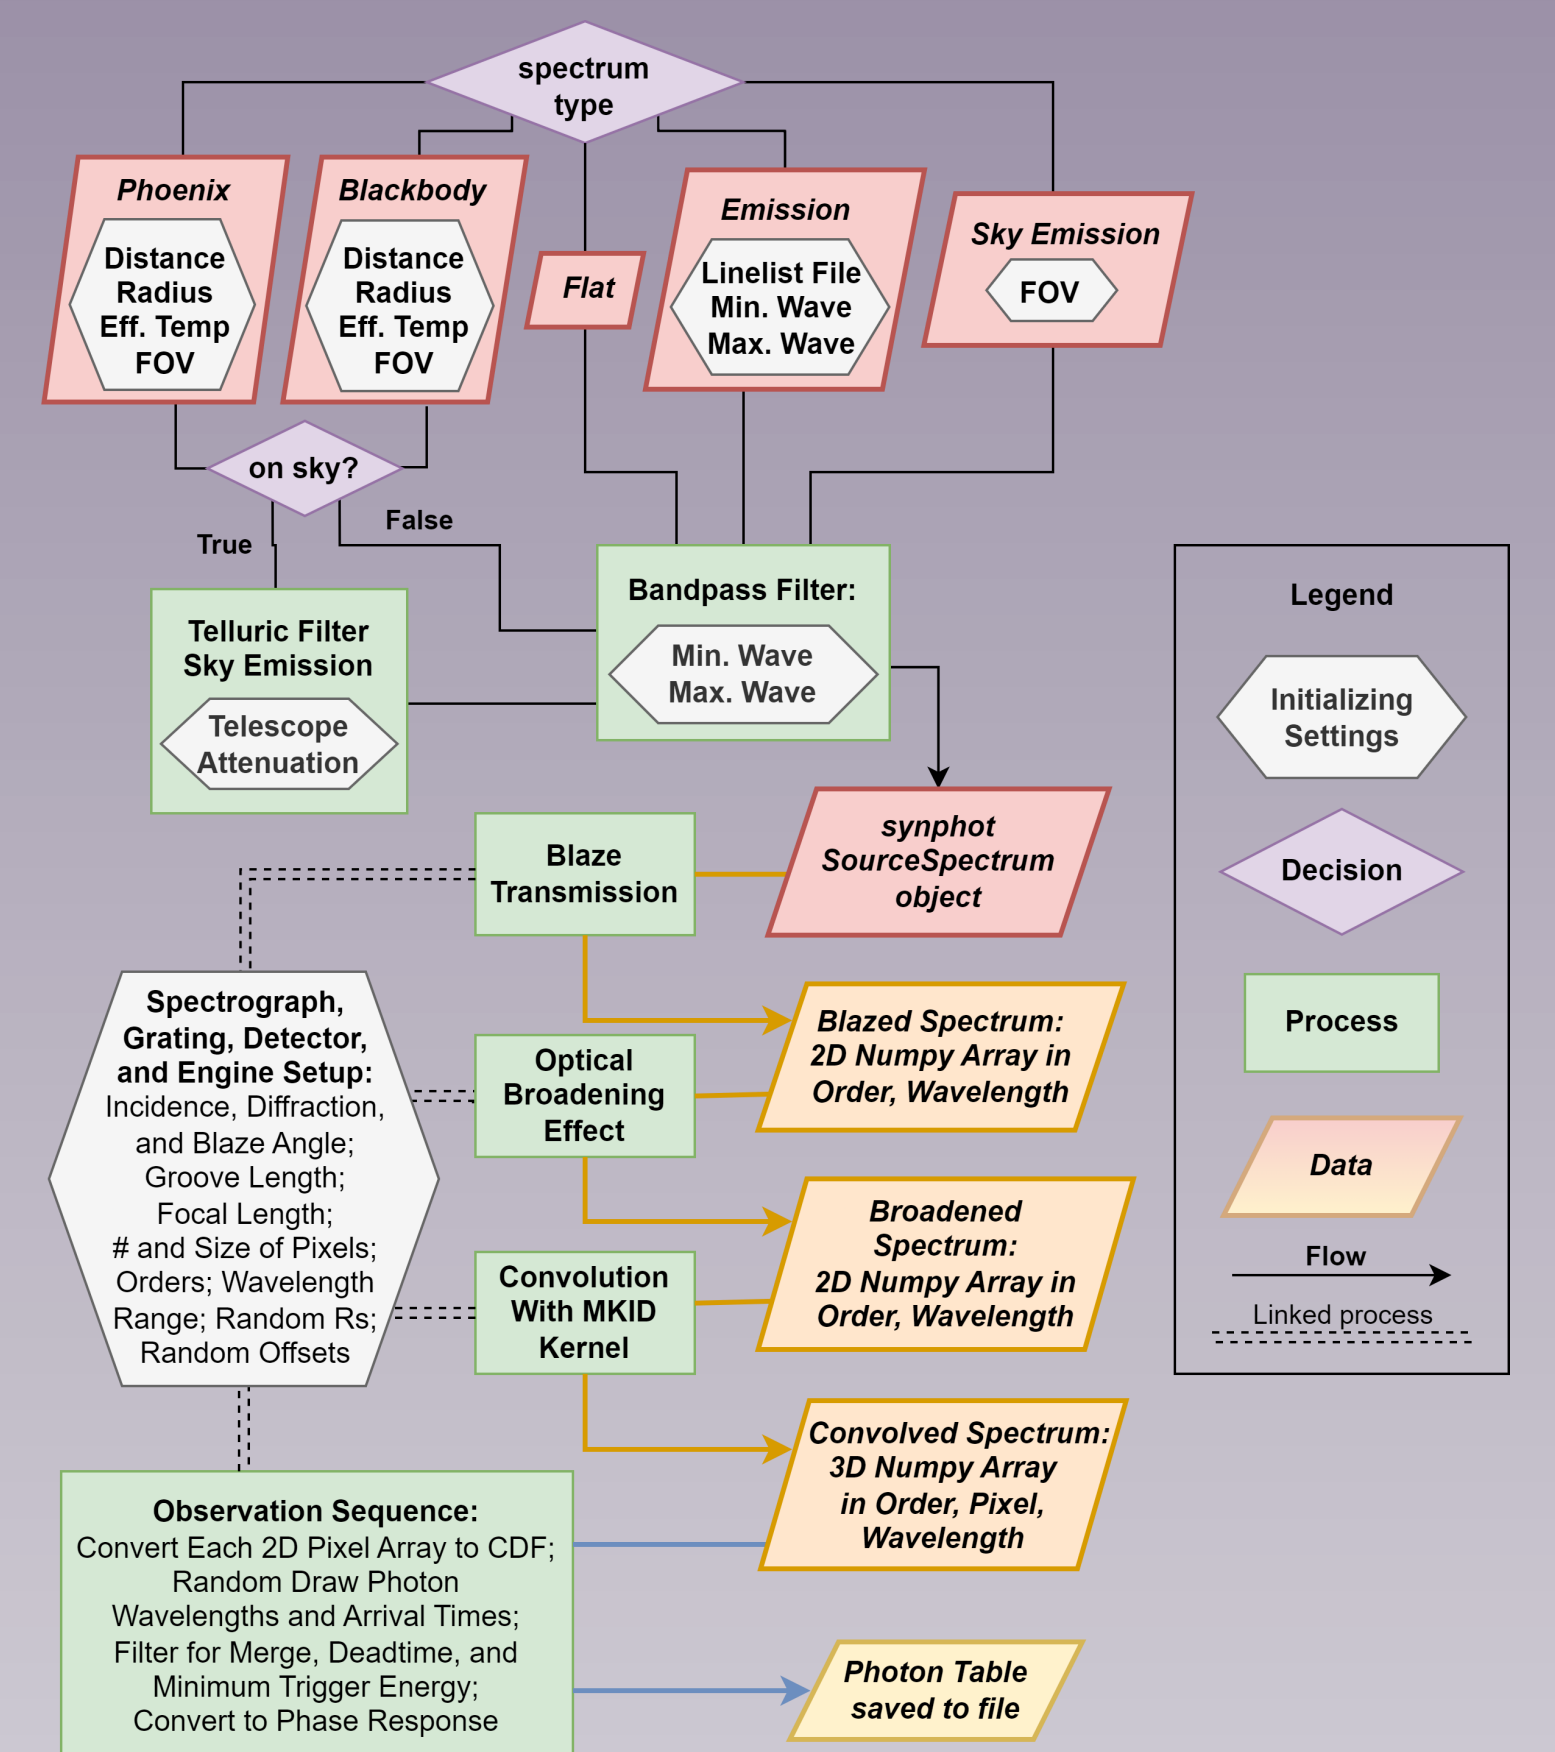 spectrum
type
Phoenix
Distance
Radius
Eff. Temp
FOV
Blackbody
Distance
Radius
Eff. Temp
FOV
Flat
Emission
Linelist File
Min. Wave
Max. Wave
Sky Emission
FOV
on sky?
True
False
Telluric Filter
Sky Emission
Telescope
Attenuation
Bandpass Filter:
Min. Wave
Max. Wave
synphot
SourceSpectrum
object
Blaze
Transmission
Blazed Spectrum:
2D Numpy Array in
Order, Wavelength
Optical
Broadening
Effect
Broadened
Spectrum:
2D Numpy Array in
Order, Wavelength
Convolution
With MKID
Kernel
Convolved Spectrum:
3D Numpy Array
in Order, Pixel,
Wavelength
Spectrograph,
Grating, Detector,
and Engine Setup:
Incidence, Diffraction,
and Blaze Angle;
Groove Length;
Focal Length;
# and Size of Pixels;
Orders; Wavelength
Range; Random Rs;
Random Offsets
Observation Sequence:
Convert Each 2D Pixel Array to CDF;
Random Draw Photon
Wavelengths and Arrival Times;
Filter for Merge, Deadtime, and
Minimum Trigger Energy;
Convert to Phase Response
Photon Table
saved to file
Legend
Initializing
Settings
Decision
Process
Data
Flow
Linked process